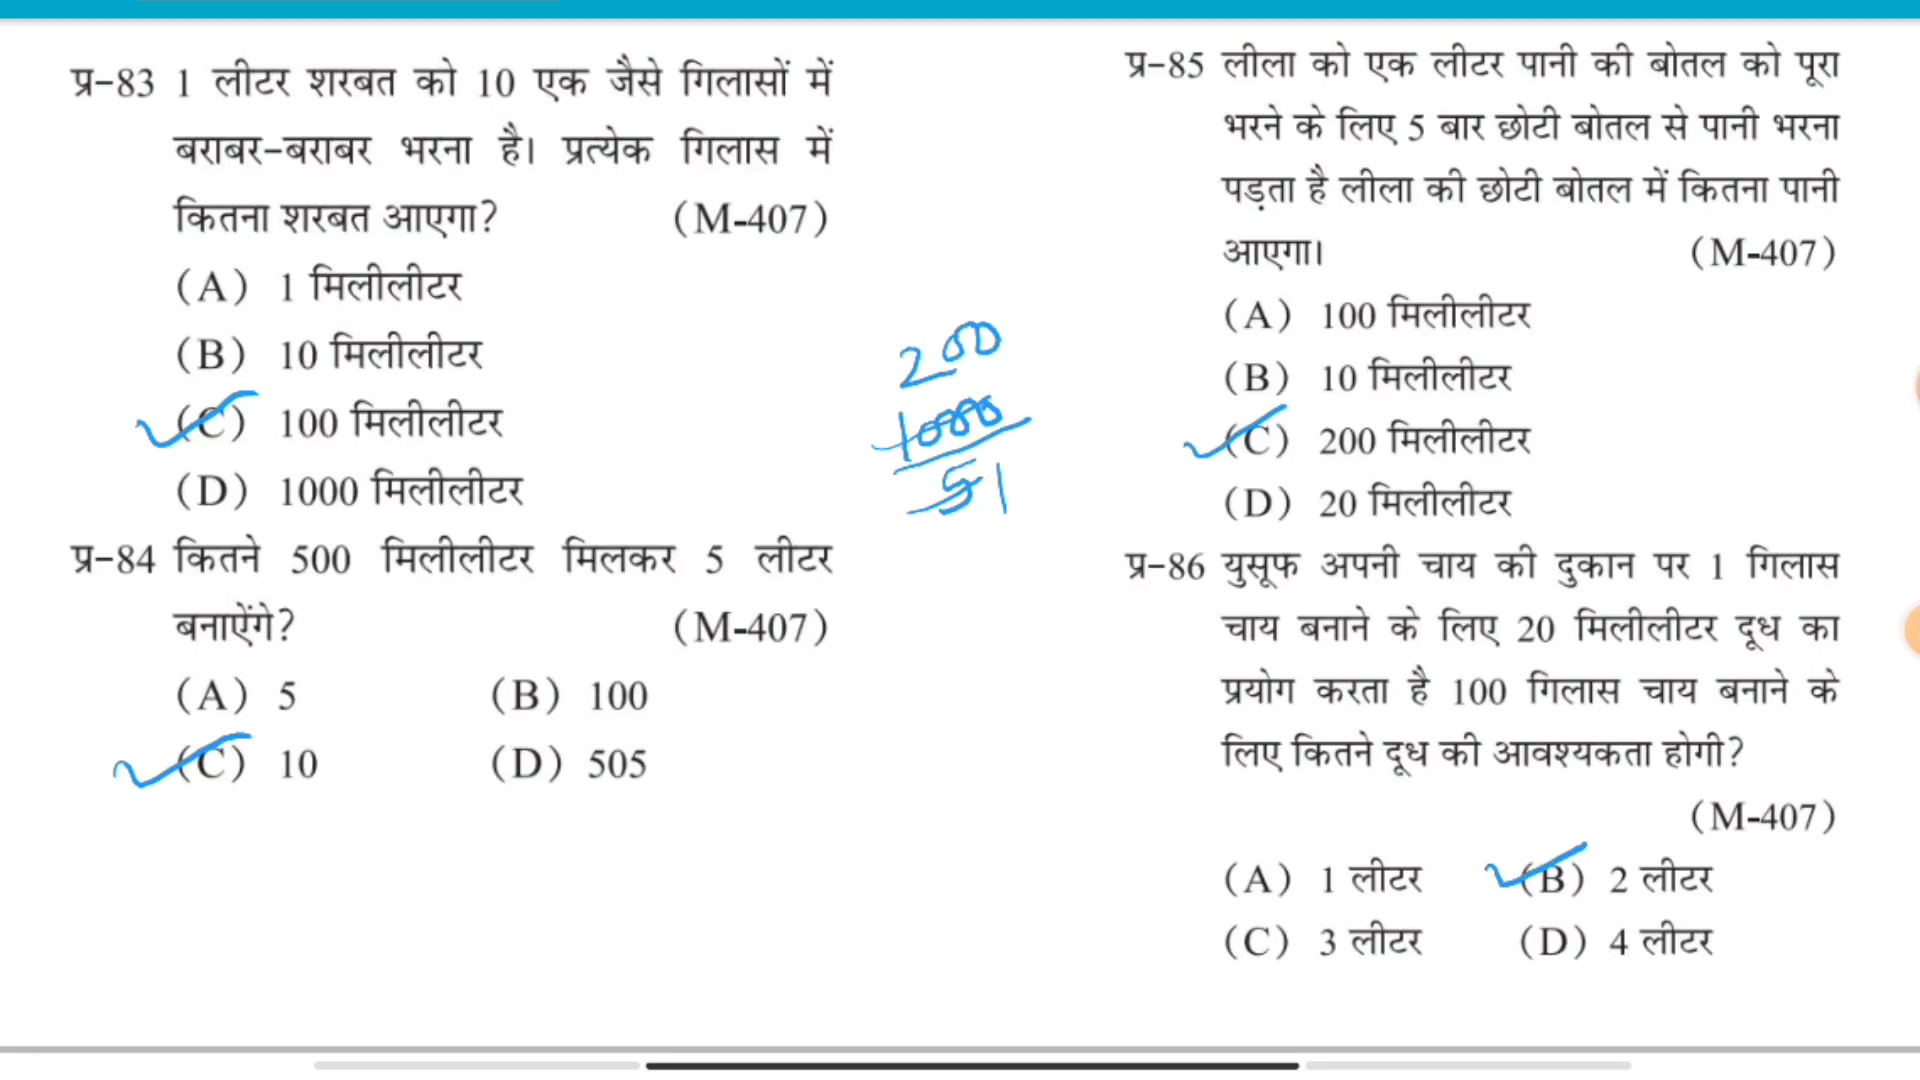 प्र-83 1 लीटर शरबत को 10 एक जैसे गिलासों में
बराबर-बराबर भरना है। प्रत्येक गिलास में
कितना शरबत आएगा? (M-407)
(A) 1 मिलीलीटर
(B) 10 मिलीलीटर
(C) 100 मिलीलीटर
(D) 1000 मिलीलीटर
प्र-84 कितने 500 मिलीलीटर मिलकर 5 लीटर
बनाऐंगे? (M-407)
(A) 5 (B) 100
(C) 10 (D) 505
200
1000
51
प्र-85 लीला को एक लीटर पानी की बोतल को पूरा
भरने के लिए 5 बार छोटी बोतल से पानी भरना
पड़ता है लीला की छोटी बोतल में कितना पानी
आएगा। (M-407)
(A) 100 मिलीलीटर
(B) 10 मिलीलीटर
(C) 200 मिलीलीटर
(D) 20 मिलीलीटर
प्र-86 युसूफ अपनी चाय की दुकान पर 1 गिलास
चाय बनाने के लिए 20 मिलीलीटर दूध का
प्रयोग करता है 100 गिलास चाय बनाने के
लिए कितने दूध की आवश्यकता होगी?
(M-407)
(A) 1 लीटर (B) 2 लीटर
(C) 3 लीटर (D) 4 लीटर